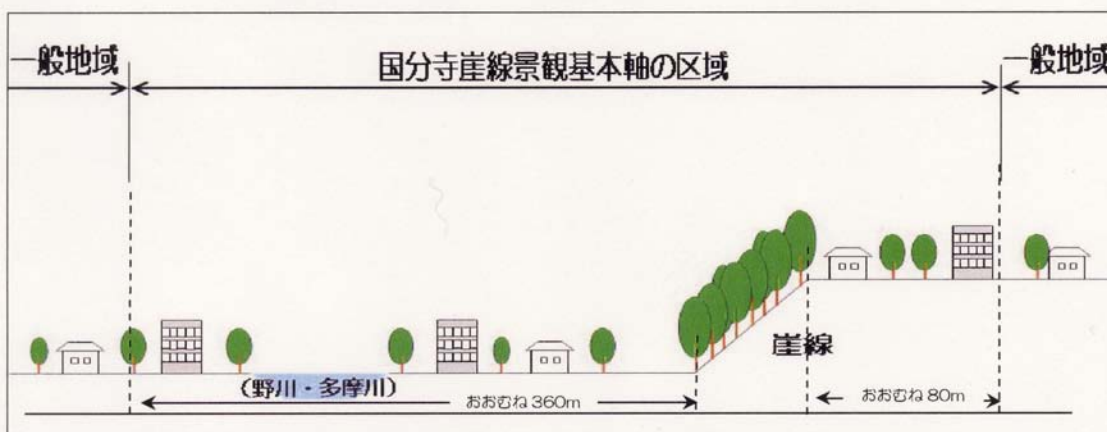 一般地域
国分寺崖線景観基本軸の区域
一般地域
崖線
(野川・多摩川)
おおむね360m
おおむね80m